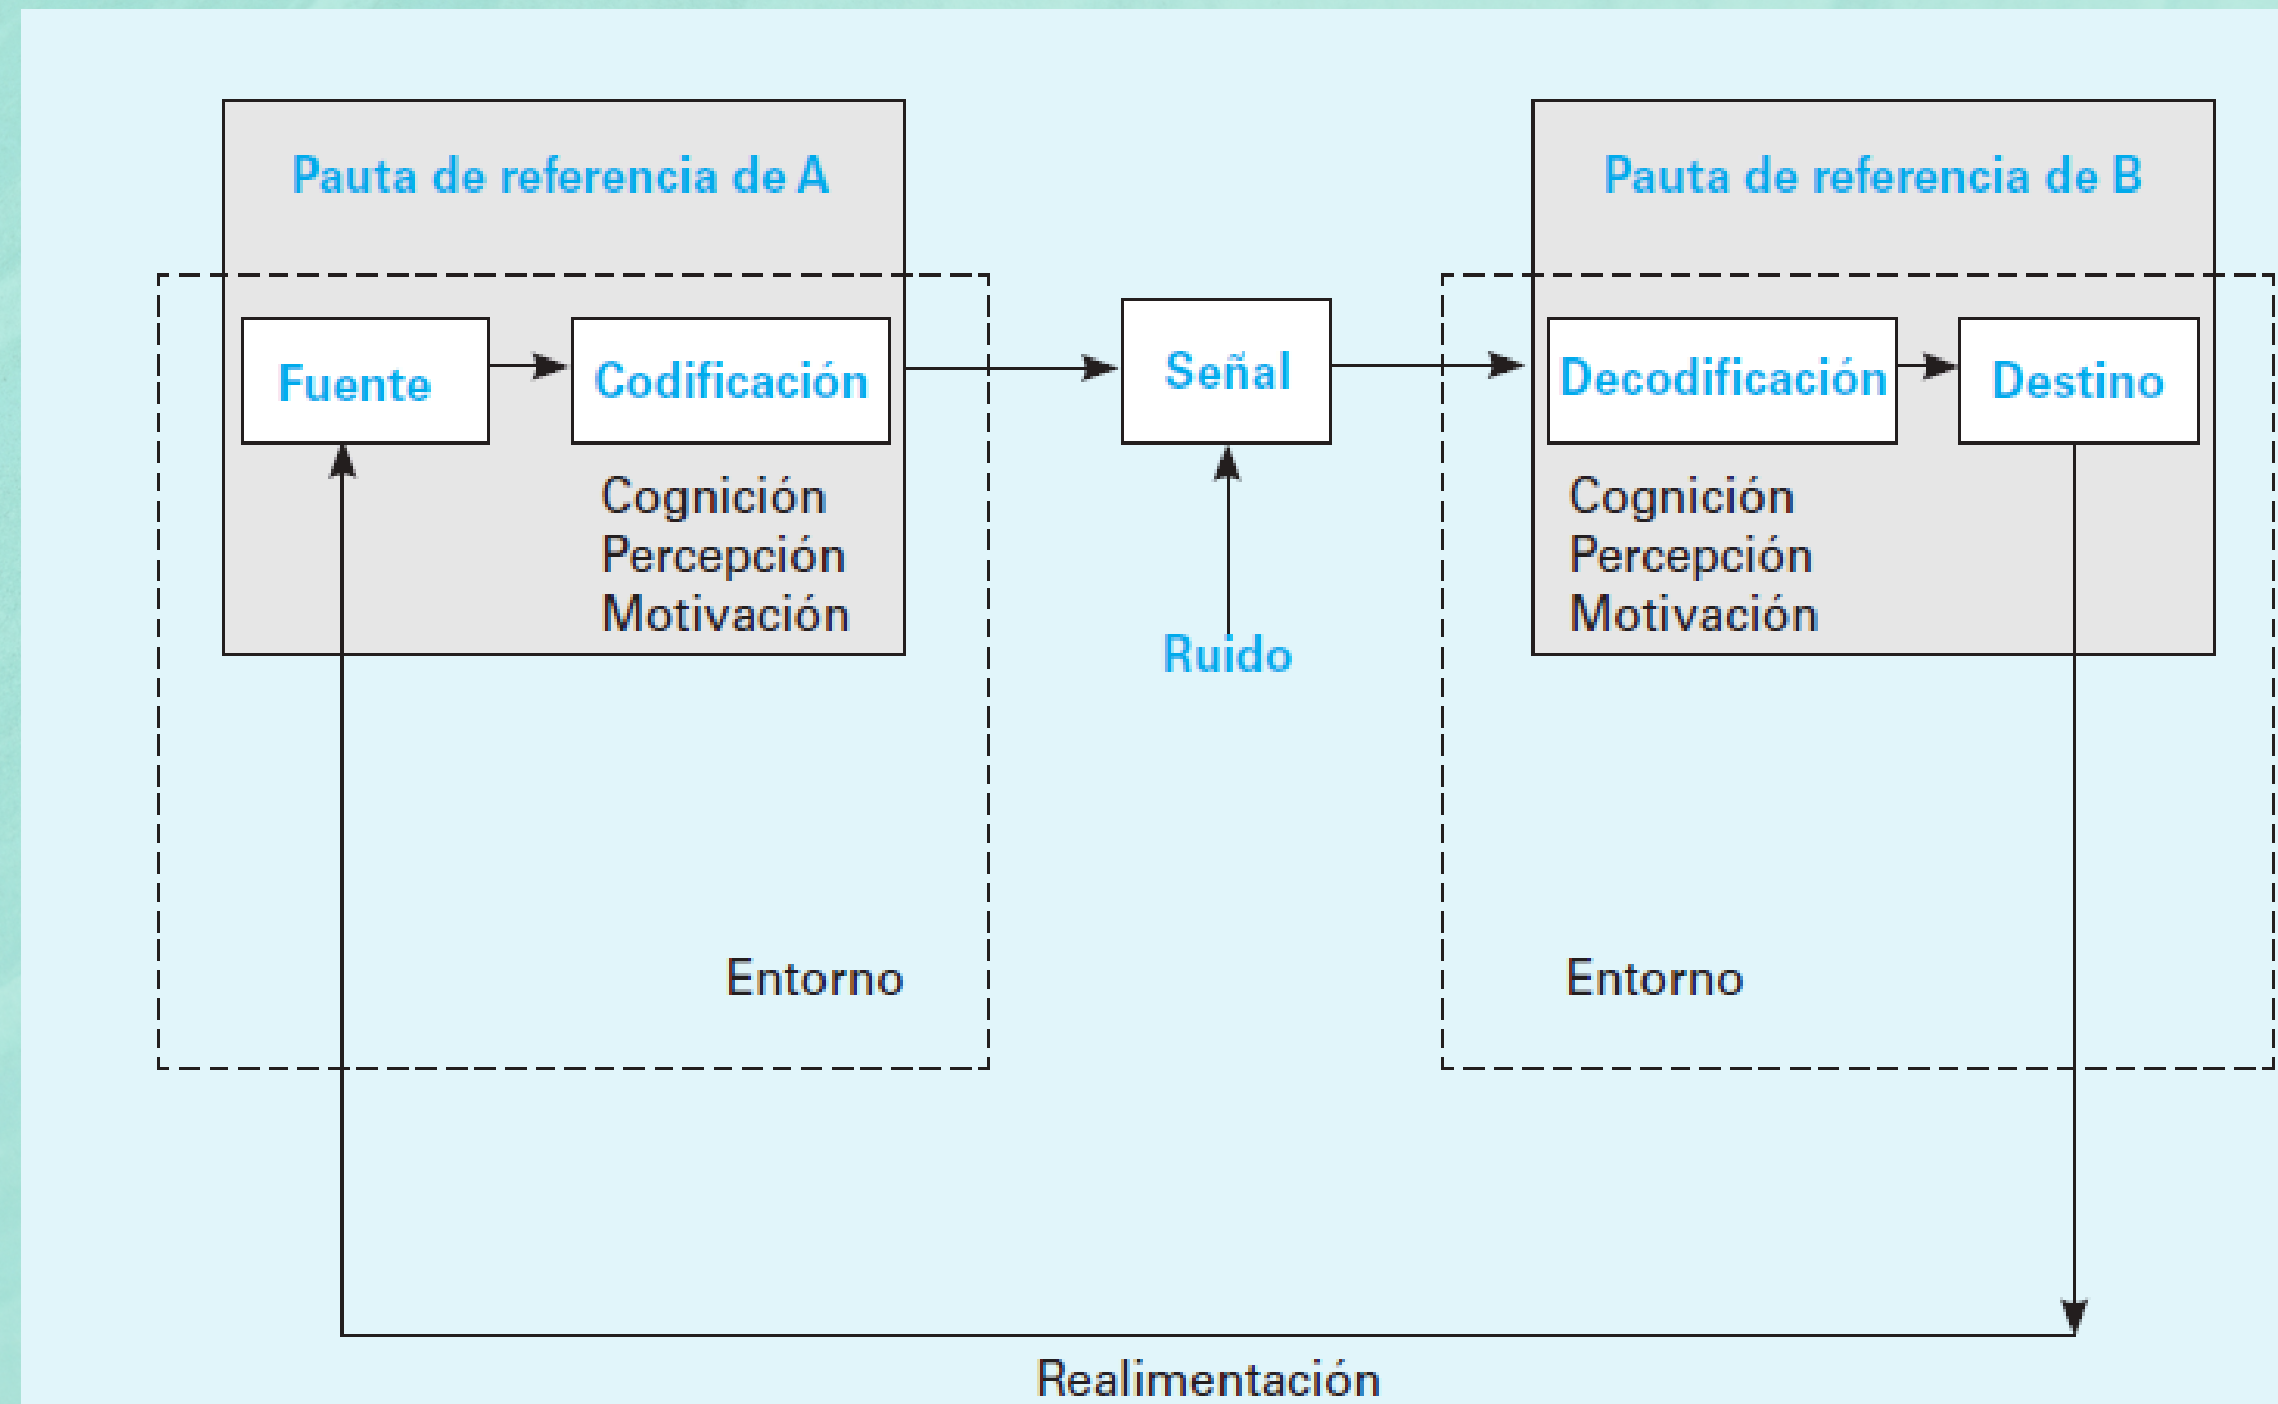 Pauta de referencia de A
Pauta de referencia de B
Fuente
Codificación
Señal
Decodificación
Destino
Cognición
Percepción
Motivación
Ruido
Cognición
Percepción
Motivación
Entorno
Entorno
Realimentación